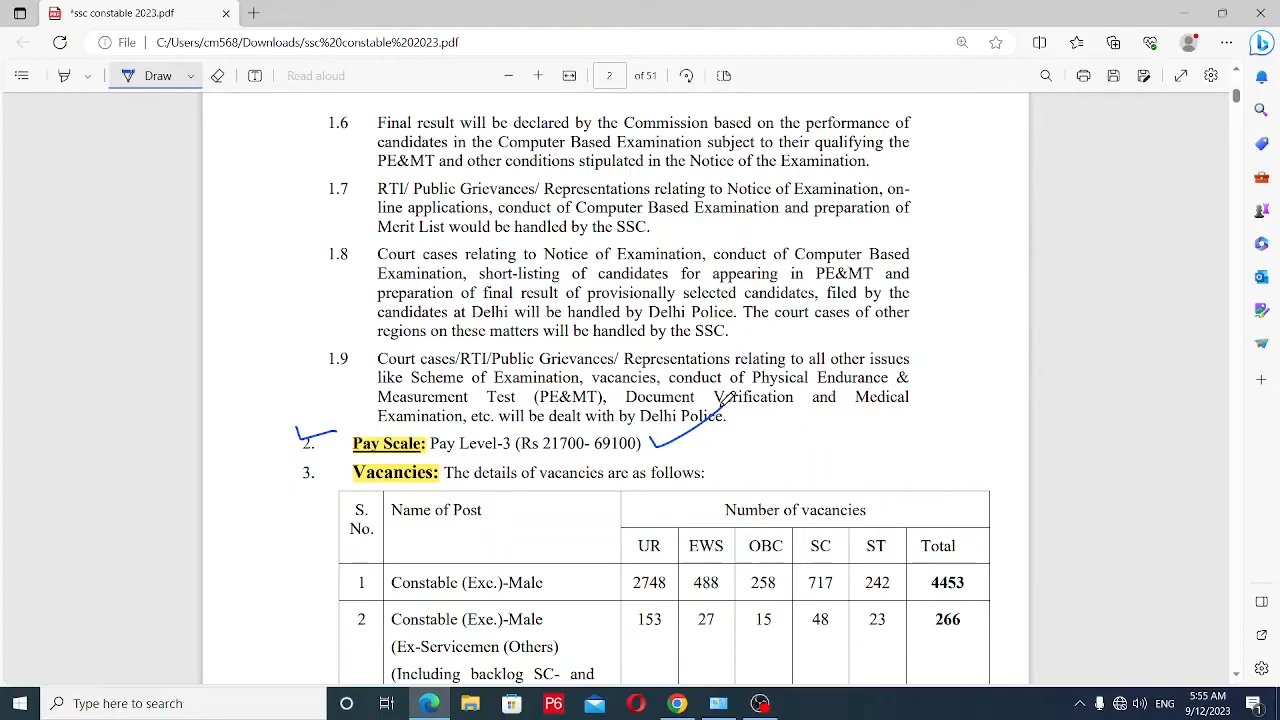 *ssc constable 2023.pdf
File C:/Users/cm568/Downloads/ssc%20constable%202023.pdf
Draw Read aloud 2 of 51
1.6 Final result will be declared by the Commission based on the performance of
candidates in the Computer Based Examination subject to their qualifying the
PE&MT and other conditions stipulated in the Notice of the Examination.
1.7 RTI/ Public Grievances/ Representations relating to Notice of Examination, on-
line applications, conduct of Computer Based Examination and preparation of
Merit List would be handled by the SSC.
1.8 Court cases relating to Notice of Examination, conduct of Computer Based
Examination, short-listing of candidates for appearing in PE&MT and
preparation of final result of provisionally selected candidates, filed by the
candidates at Delhi will be handled by Delhi Police. The court cases of other
regions on these matters will be handled by the SSC.
1.9 Court cases/RTI/Public Grievances/ Representations relating to all other issues
like Scheme of Examination, vacancies, conduct of Physical Endurance &
Measurement Test (PE&MT), Document Verification and Medical
Examination, etc. will be dealt with by Delhi Police.
2. Pay Scale: Pay Level-3 (Rs 21700- 69100)
3. Vacancies: The details of vacancies are as follows:
S. No. Name of Post Number of vacancies
UR EWS OBC SC ST Total
1 Constable (Exe.)-Male 2748 488 258 717 242 4453
2 Constable (Exe.)-Male 153 27 15 48 23 266
(Ex-Servicemen (Others)
(Including backlog SC- and
Type here to search
P6
ENG
5:55 AM
9/12/2023
1